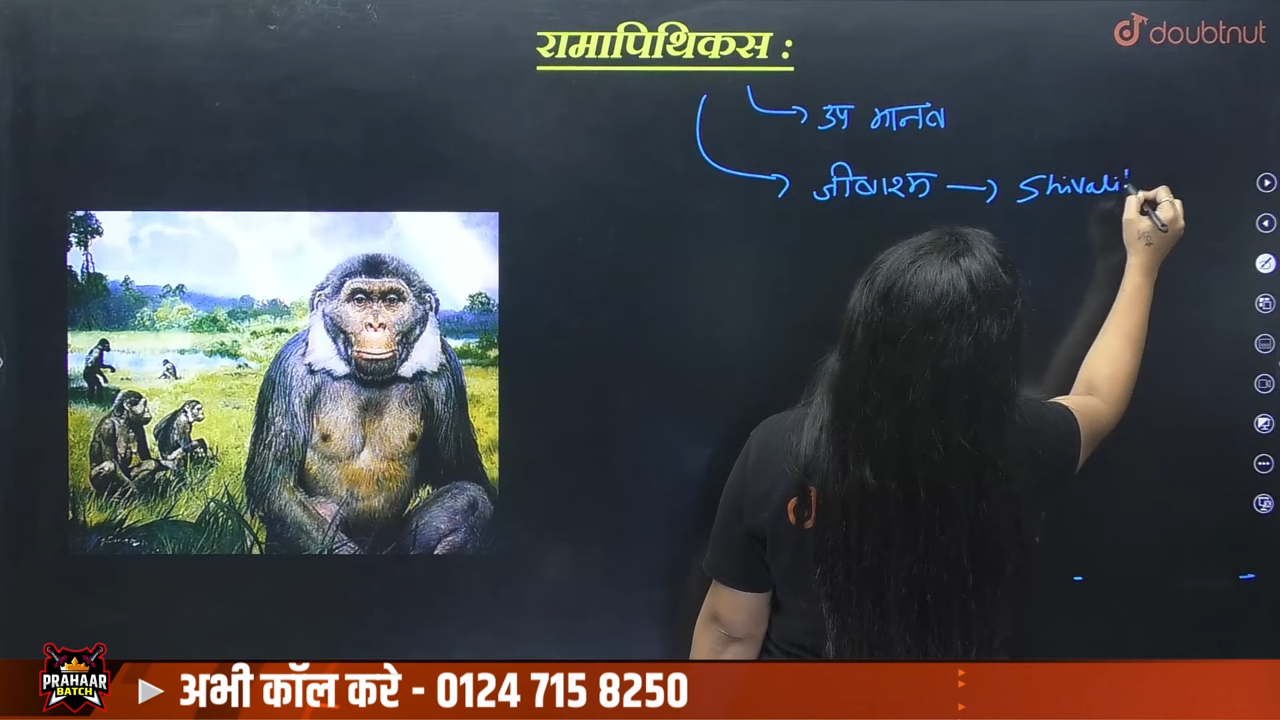 रामापिथिकस :
doubtnut
उप मानव
जीवाश्म → Shivali
PRAHAAR
BATCH
अभी कॉल करे - 0124 715 8250